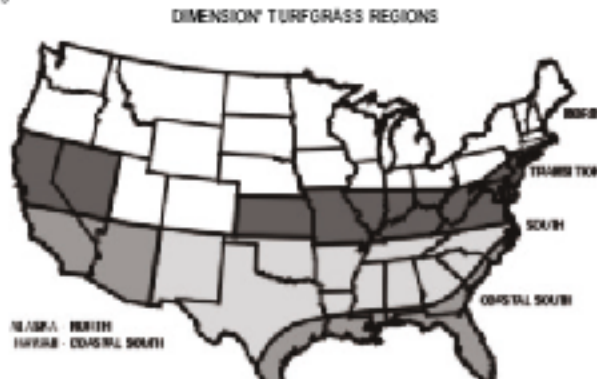 DIMENSION* TURFGRASS REGIONS
NORTH
TRANSITION
SOUTH
COASTAL SOUTH
ALASKA - NORTH
HAWAII - COASTAL SOUTH